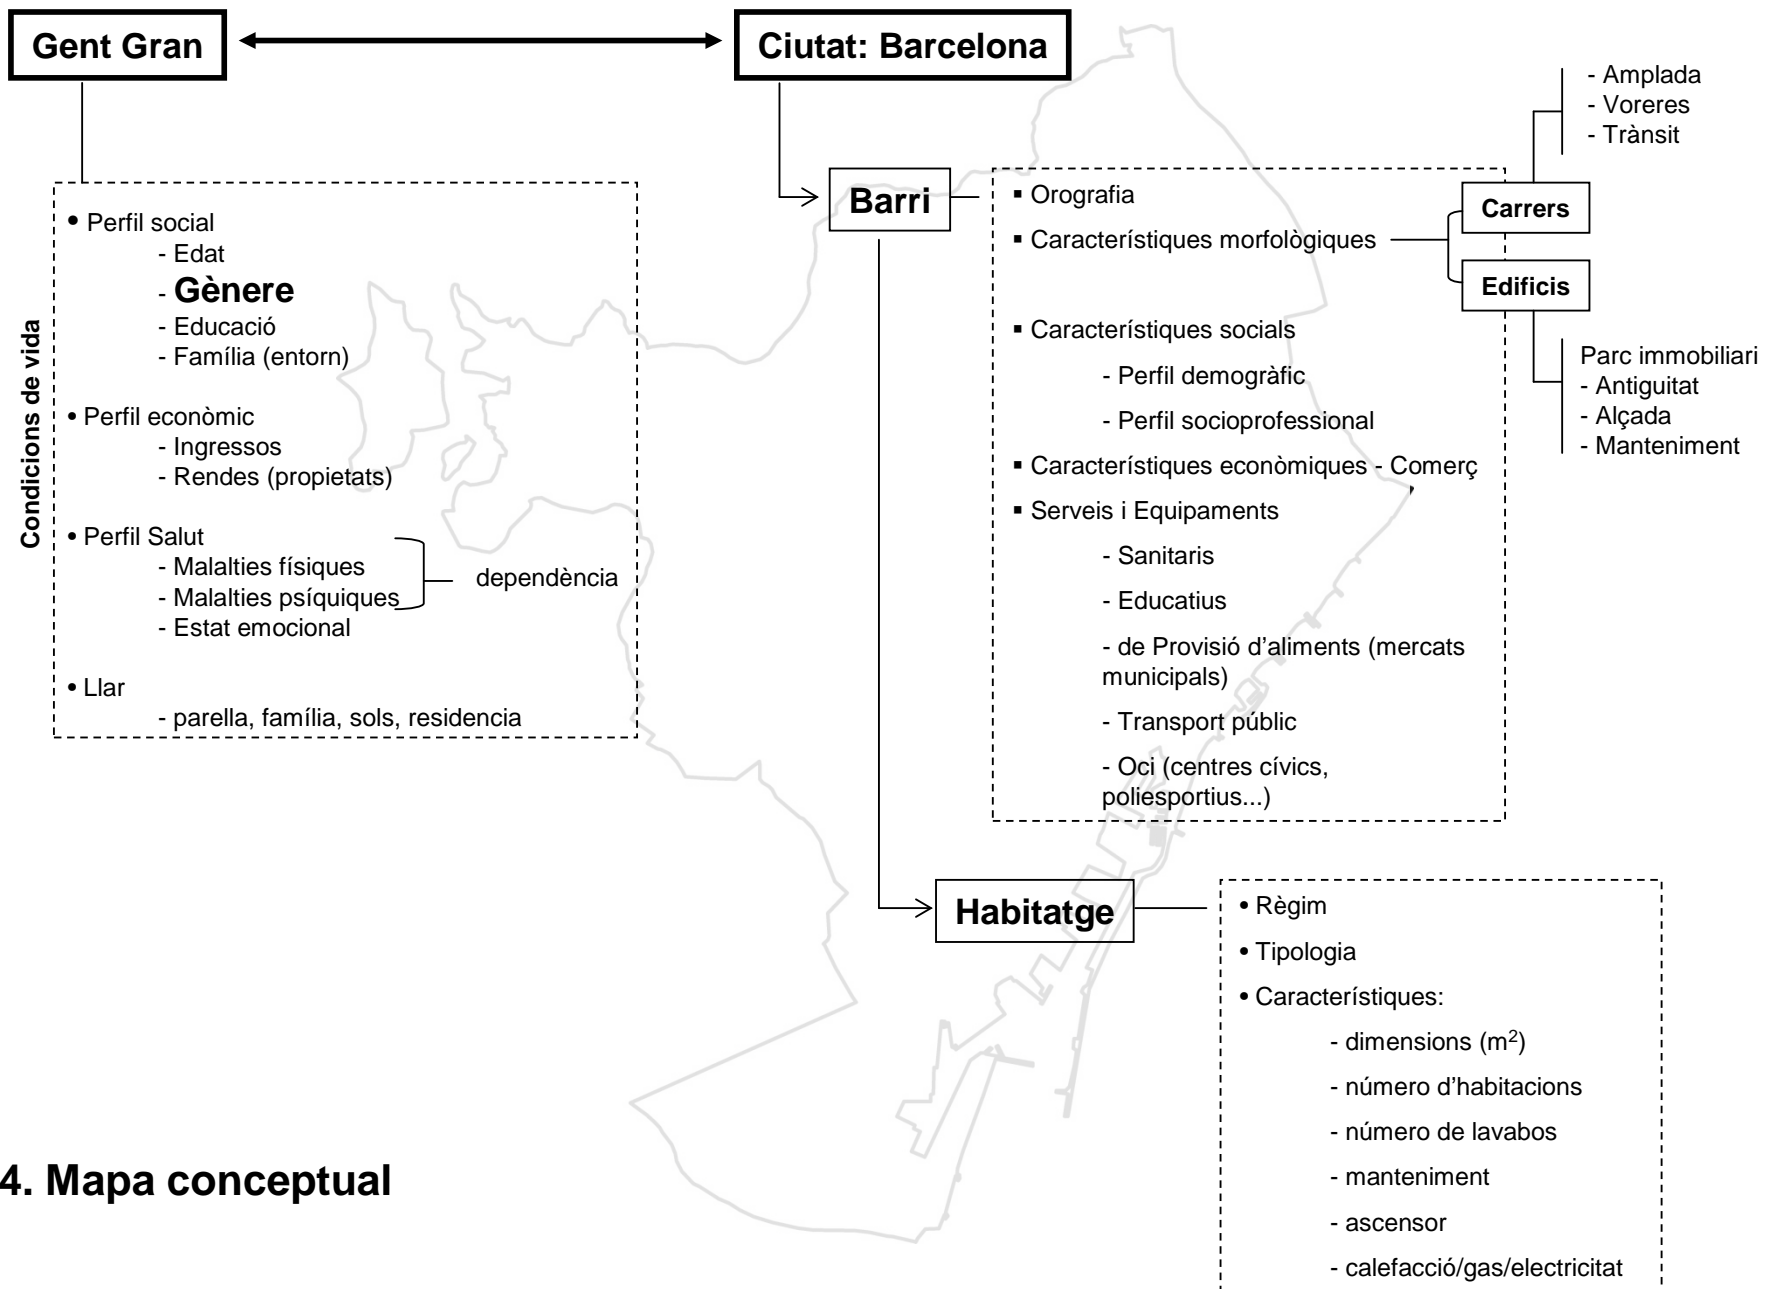 Gent Gran
Ciutat: Barcelona
- Amplada
- Voreres
- Trànsit
Condicions de vida
• Perfil social
- Edat
- Gènere
- Educació
- Família (entorn)
• Perfil econòmic
- Ingressos
- Rendes (propietats)
• Perfil Salut
- Malalties físiques
- Malalties psíquiques
- Estat emocional
dependència
• Llar
- parella, família, sols, residencia
Barri
▪ Orografia
▪ Característiques morfològiques
Carrers
Edificis
▪ Característiques socials
- Perfil demogràfic
- Perfil socioprofessional
▪ Característiques econòmiques - Comerç
▪ Serveis i Equipaments
- Sanitaris
- Educatius
- de Provisió d’aliments (mercats
municipals)
- Transport públic
- Oci (centres cívics,
poliesportius...)
Parc immobiliari
- Antiguitat
- Alçada
- Manteniment
Habitatge
• Règim
• Tipologia
• Característiques:
- dimensions (m²)
- número d’habitacions
- número de lavabos
- manteniment
- ascensor
- calefacció/gas/electricitat
4. Mapa conceptual